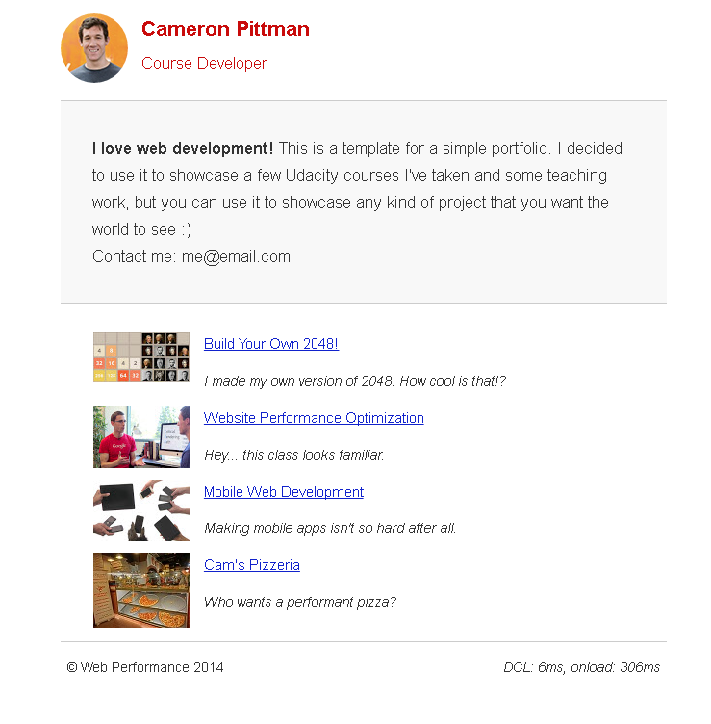 Cameron Pittman
Course Developer
I love web development! This is a template for a simple portfolio. I decided
to use it to showcase a few Udacity courses I've taken and some teaching
work, but you can use it to showcase any kind of project that you want the
world to see :)
Contact me: me@email.com
Build Your Own 2048!
I made my own version of 2048. How cool is that!?
Website Performance Optimization
Hey... this class looks familiar.
Mobile Web Development
Making mobile apps isn't so hard after all.
Cam's Pizzeria
Who wants a performant pizza?
© Web Performance 2014
DCL: 6ms, onload: 306ms